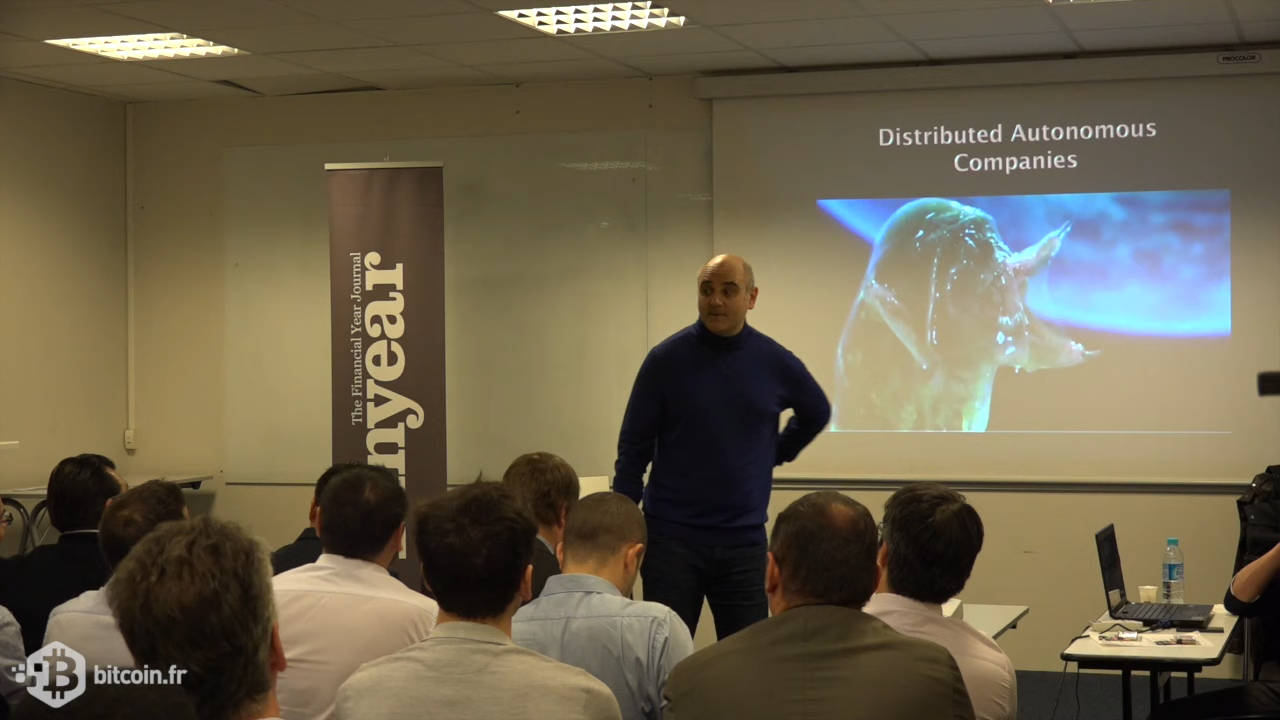 PROCOLOR
Distributed Autonomous
Companies
The Financial Year Journal
nyear
bitcoin.fr